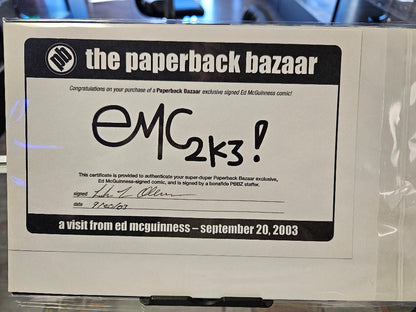 the paperback bazaar
Congratulations on your purchase of a Paperback Bazaar exclusive signed Ed McGuinness comic!
EMC2K3!
This certificate is provided to authenticate your super-duper Paperback Bazaar exclusive,
Ed McGuinness-signed comic, and is signed by a bonafide PBBZ staffer.
signed
date 9/20/03
a visit from ed mcguinness – september 20, 2003